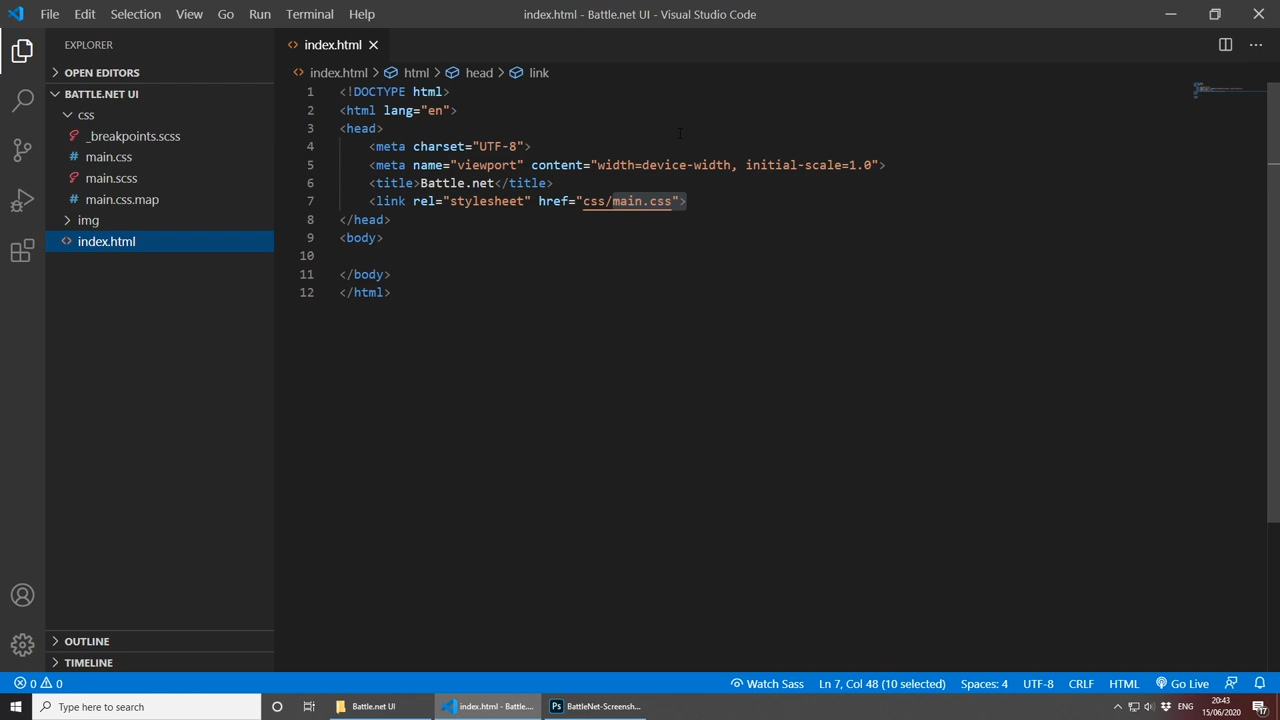 File Edit Selection View Go Run Terminal Help
index.html - Battle.net UI - Visual Studio Code
EXPLORER
OPEN EDITORS
BATTLE.NET UI
css
_breakpoints.scss
# main.css
main.scss
# main.css.map
img
<> index.html
OUTLINE
TIMELINE
<> index.html ×
<> index.html > html > head > link
1 <!DOCTYPE html>
2 <html lang="en">
3 <head>
4     <meta charset="UTF-8">
5     <meta name="viewport" content="width=device-width, initial-scale=1.0">
6     <title>Battle.net</title>
7     <link rel="stylesheet" href="css/main.css">
8 </head>
9 <body>
10
11 </body>
12 </html>
0 0 Watch Sass Ln 7, Col 48 (10 selected) Spaces: 4 UTF-8 CRLF HTML Go Live
Type here to search Battle.net UI index.html - Battle.... Ps BattleNet-Screensh... ENG 20:43
15/06/2020